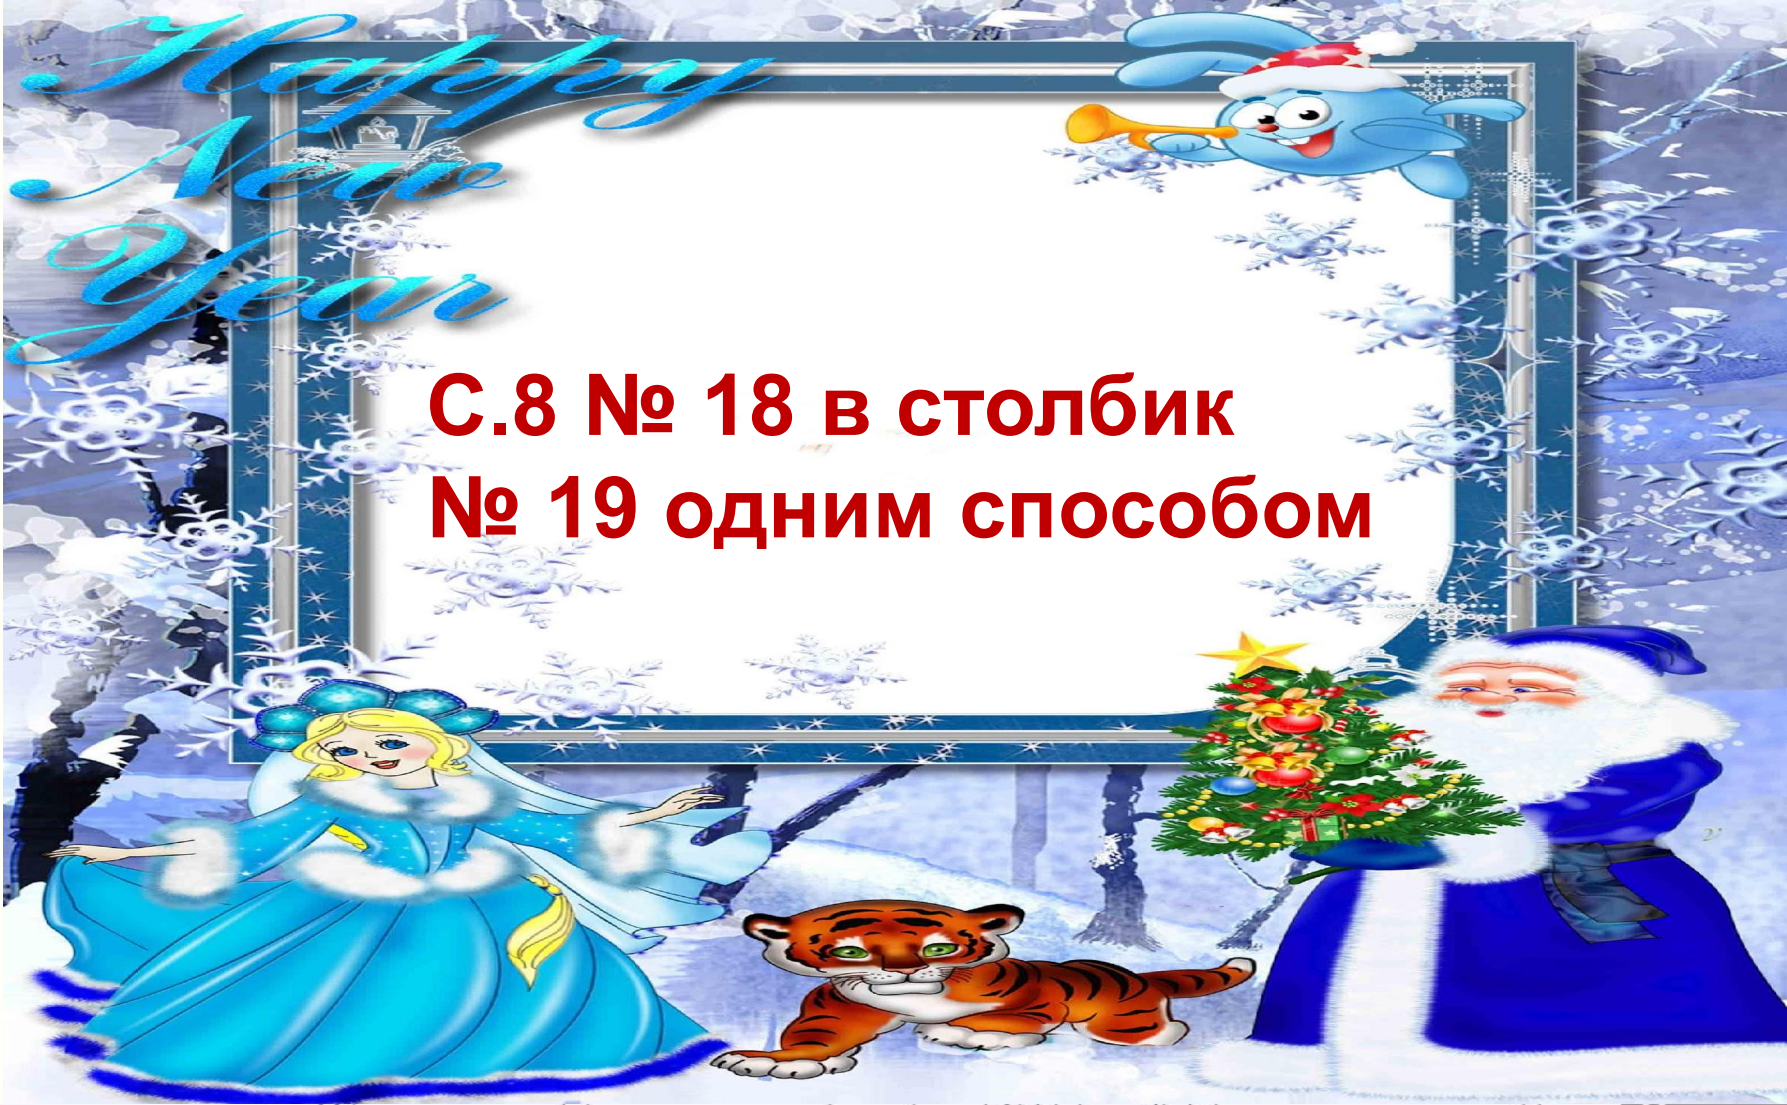 Happy
New
Year
С.8 № 18 в столбик
№ 19 одним способом